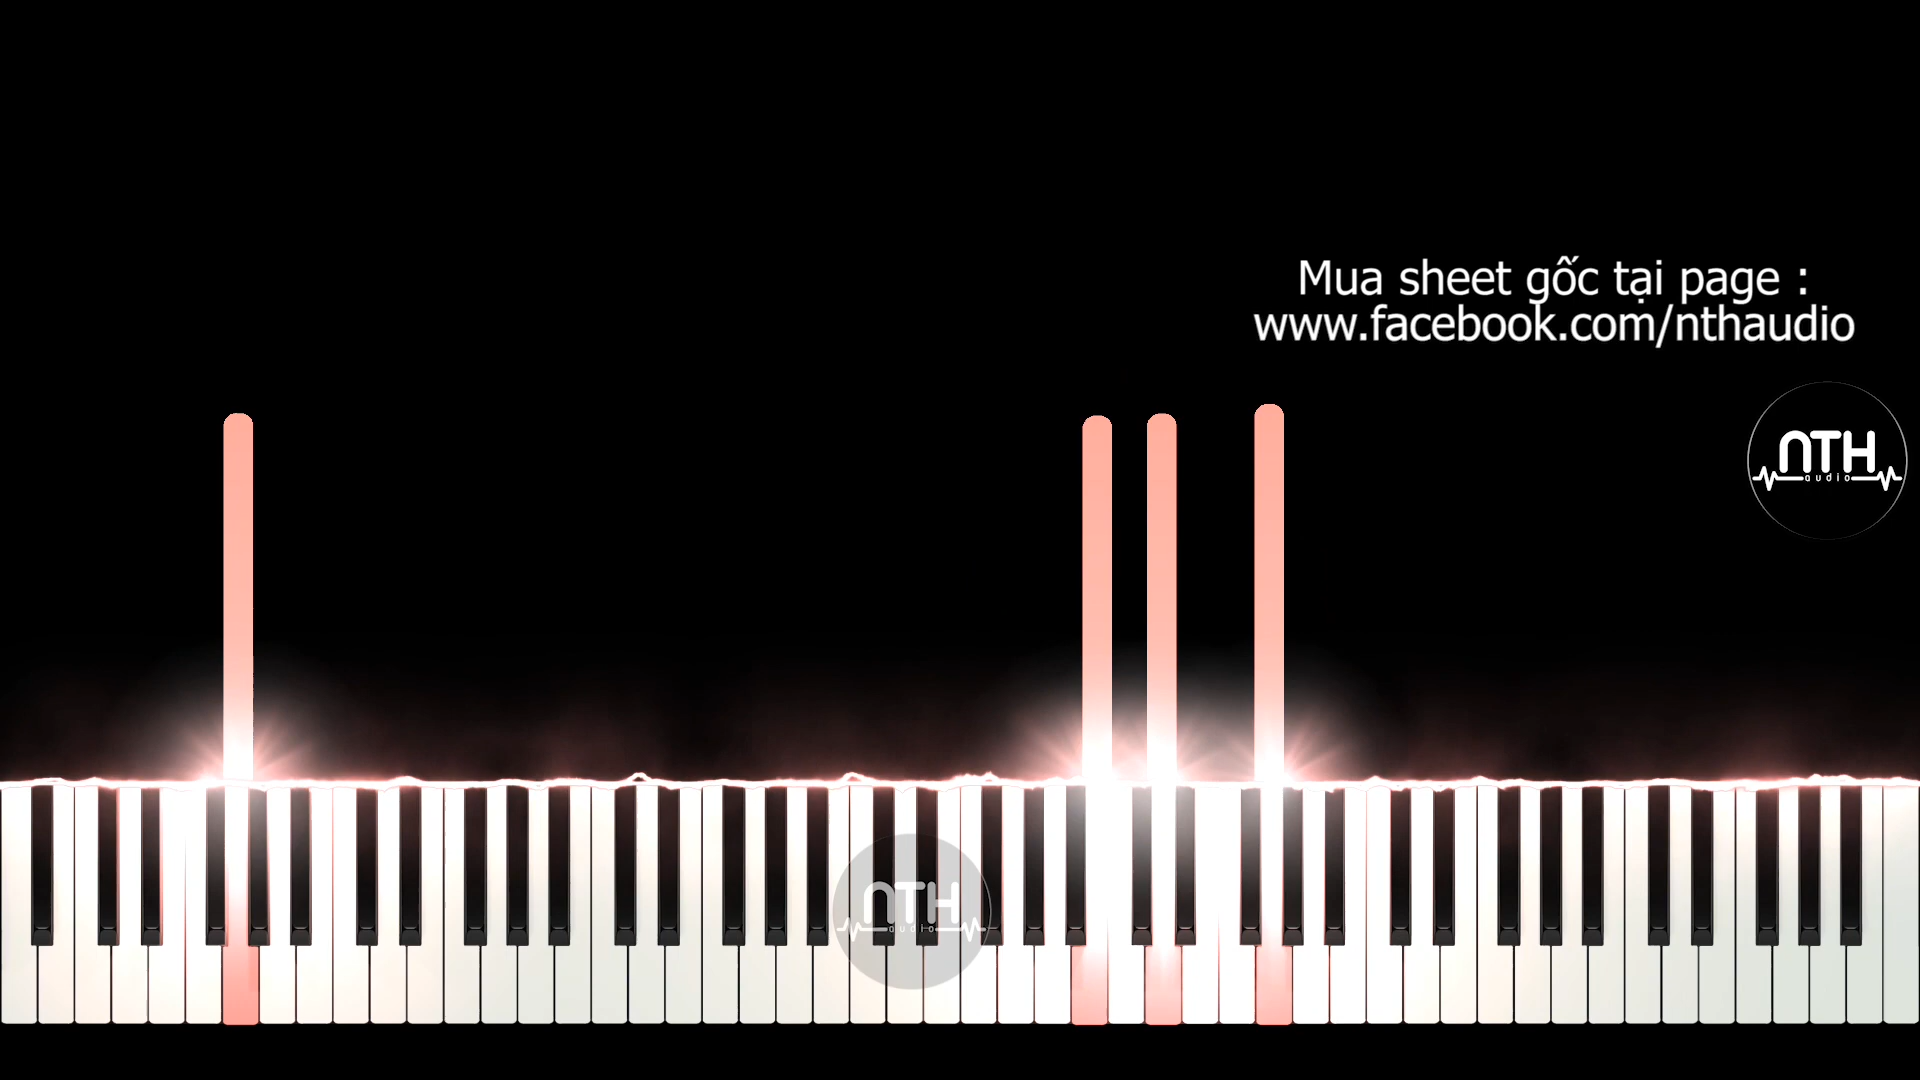 Mua sheet gốc tại page :
www.facebook.com/nthaudio
NTH
audio
NTH
audio